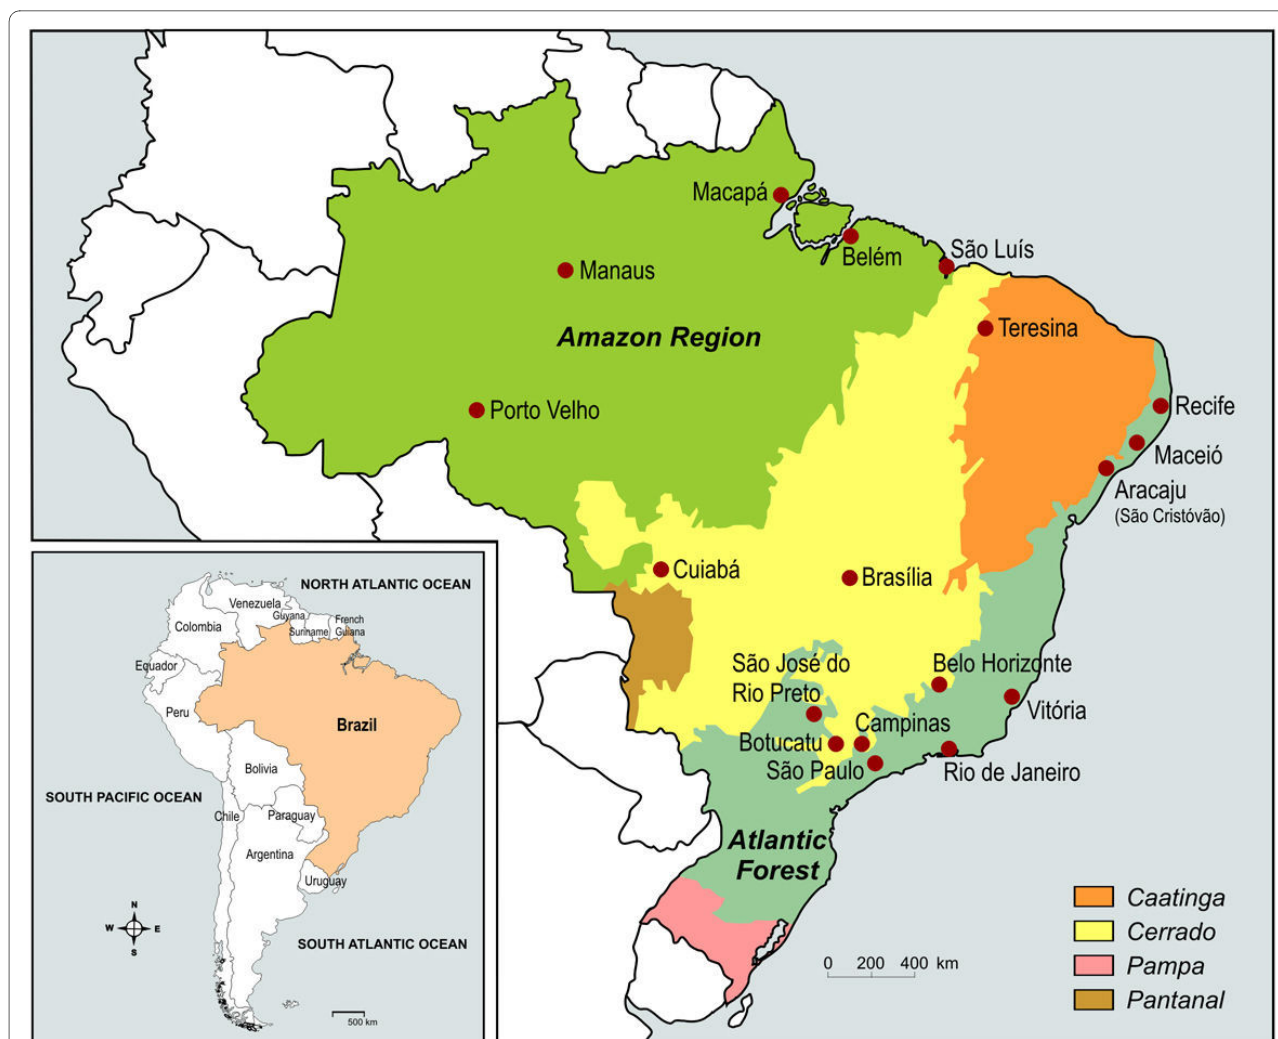 Macapá
Belém
São Luís
Manaus
Teresina
Amazon Region
Porto Velho
Recife
Maceió
Aracaju
(São Cristóvão)
Cuiabá
Brasília
São José do
Rio Preto
Belo Horizonte
Vitória
Campinas
Botucatu
São Paulo
Rio de Janeiro
Atlantic
Forest
Caatinga
Cerrado
Pampa
Pantanal
0 200 400 km
NORTH ATLANTIC OCEAN
Venezuela
Guyana
French
Guiana
Suriname
Colombia
Equador
Peru
Brazil
Bolivia
SOUTH PACIFIC OCEAN
Chile
Paraguay
Argentina
Uruguay
N
W E
S
SOUTH ATLANTIC OCEAN
500 km